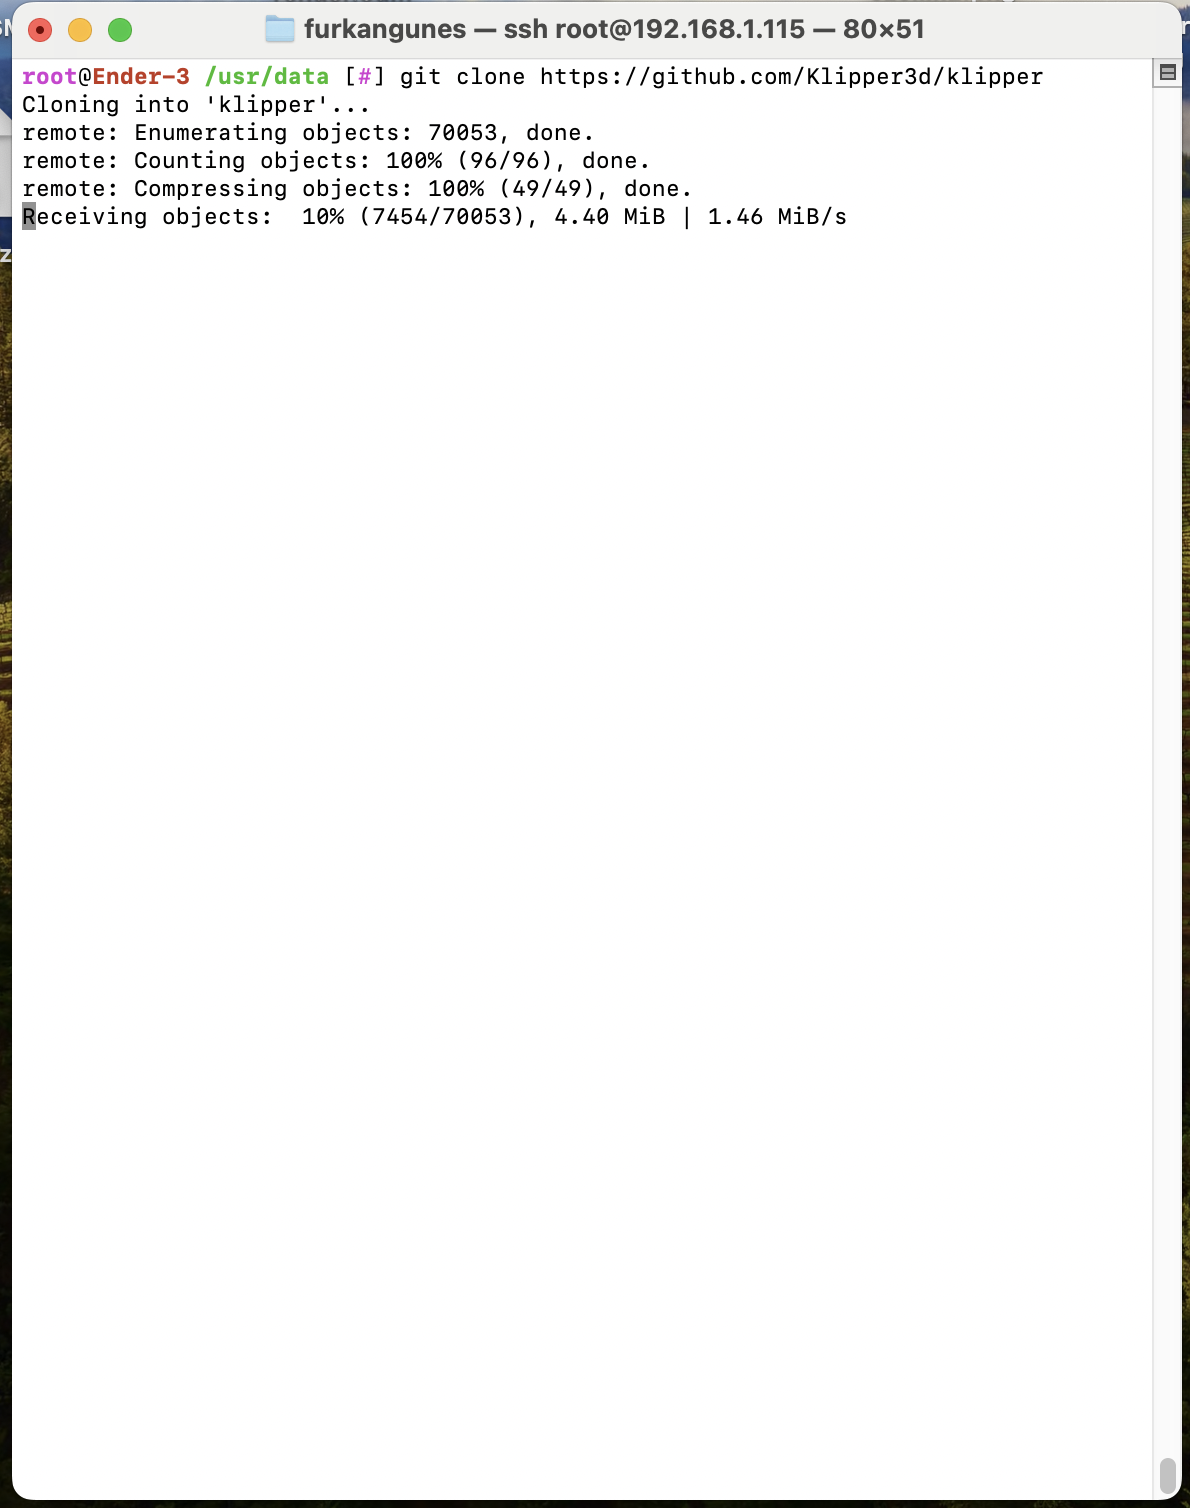 furkangunes — ssh root@192.168.1.115 — 80×51
root@Ender-3 /usr/data [#] git clone https://github.com/Klipper3d/klipper
Cloning into 'klipper'...
remote: Enumerating objects: 70053, done.
remote: Counting objects: 100% (96/96), done.
remote: Compressing objects: 100% (49/49), done.
Receiving objects:  10% (7454/70053), 4.40 MiB | 1.46 MiB/s